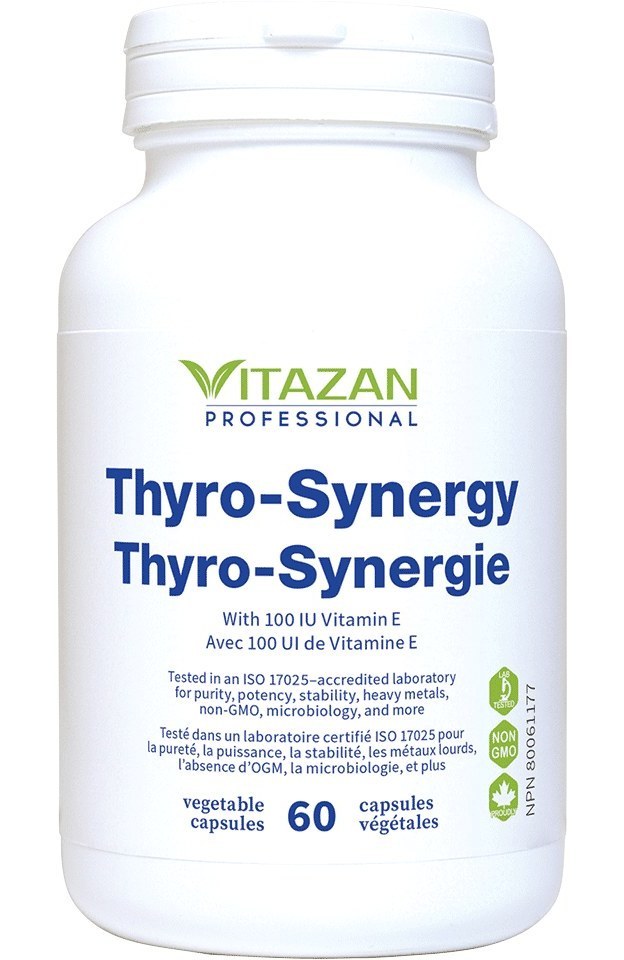 VITAZAN
PROFESSIONAL
Thyro-Synergy
Thyro-Synergie
With 100 IU Vitamin E
Avec 100 UI de Vitamine E
Tested in an ISO 17025–accredited laboratory
for purity, potency, stability, heavy metals,
non-GMO, microbiology, and more
Testé dans un laboratoire certifié ISO 17025 pour
la pureté, la puissance, la stabilité, les métaux lourds,
l'absence d'OGM, la microbiologie, et plus
vegetable
capsules
60
capsules
végétales
LAB
TESTED
NON
GMO
PROUDLY
NPN 80061177